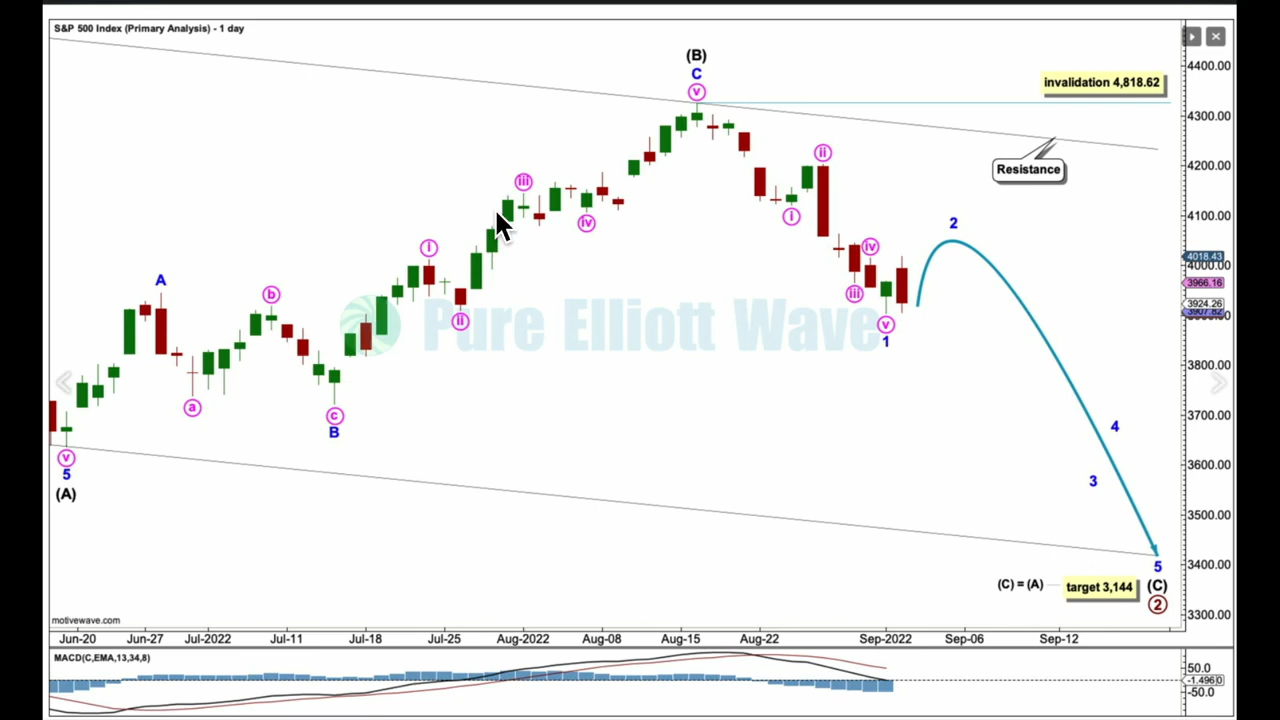 S&P 500 Index (Primary Analysis) - 1 day
(B)
C
v
invalidation 4,818.62
Resistance
4400.00
4300.00
4200.00
4100.00
4018.43
4000.00
3966.16
3924.26
3907.82
3800.00
3700.00
3600.00
3500.00
3400.00
3300.00
iii
ii
iv
i
2
A
b
i
iv
ii
iii
v
1
Pure Elliott Wave
a
c
B
v
5
(A)
4
3
5
(C) = (A)
target 3,144
(C)
2
motivewave.com
Jun-20
Jun-27
Jul-2022
Jul-11
Jul-18
Jul-25
Aug-2022
Aug-08
Aug-15
Aug-22
Sep-2022
Sep-06
Sep-12
MACD(C,EMA,13,34,8)
50.0
-1.4960
-50.0